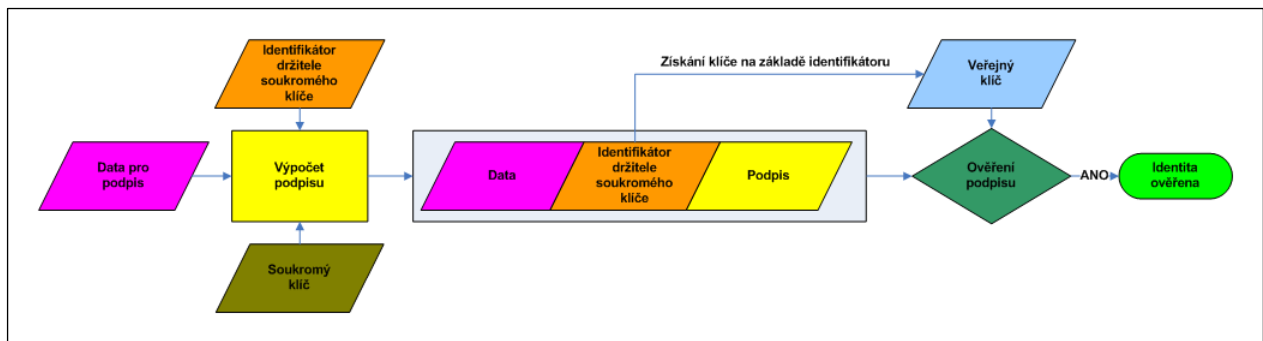 Identifikátor
držitele
soukromého
klíče
Data pro
podpis
Výpočet
podpisu
Soukromý
klíč
Data
Identifikátor
držitele
soukromého
klíče
Podpis
Získání klíče na základě identifikátoru
Veřejný
klíč
Ověření
podpisu
ANO
Identita
ověřena